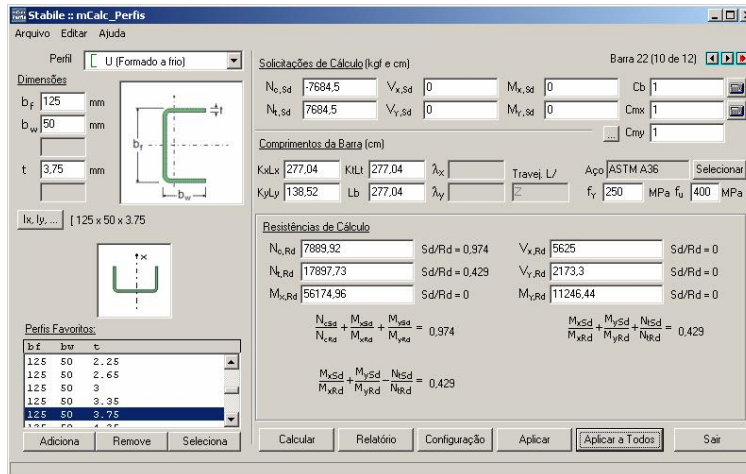 Stabile :: mCalc_Perfis
Arquivo Editar Ajuda
Perfil [ U (Formado a frio)
Dimensões
bf 125 mm
bw 50 mm
t 3,75 mm
t
bf
bw
Ix, Iy, ... [ 125 x 50 x 3.75
x
Perfis Favoritos:
bf bw t
125 50 2.25
125 50 2.65
125 50 3
125 50 3.35
125 50 3.75
Adiciona Remove Seleciona
Solicitações de Cálculo (kgf e cm) Barra 22 (10 de 12)
Nc,Sd -7684,5 Vx,Sd 0 Mx,Sd 0 Cb 1
Nt,Sd 7684,5 VY,Sd 0 MY,Sd 0 Cmx 1
... Cmy 1
Comprimentos da Barra (cm)
KxLx 277,04 KtLt 277,04 λx Travej. L/ Aço ASTM A36 Selecionar
KyLy 138,52 Lb 277,04 λy Z fY 250 MPa fu 400 MPa
Resistências de Cálculo
Nc,Rd 7889,92 Sd/Rd = 0,974 Vx,Rd 5625 Sd/Rd = 0
Nt,Rd 17897,73 Sd/Rd = 0,429 VY,Rd 2173,3 Sd/Rd = 0
Mx,Rd 56174,96 Sd/Rd = 0 MY,Rd 11246,44 Sd/Rd = 0
NcSd/NcRd + MxSd/MxRd + MySd/MyRd = 0,974 MxSd/MxRd + MySd/MyRd + NtSd/NtRd = 0,429
MxSd/MxRd + MySd/MyRd - NtSd/NtRd = 0,429
Calcular Relatório Configuração Aplicar Aplicar a Todos Sair